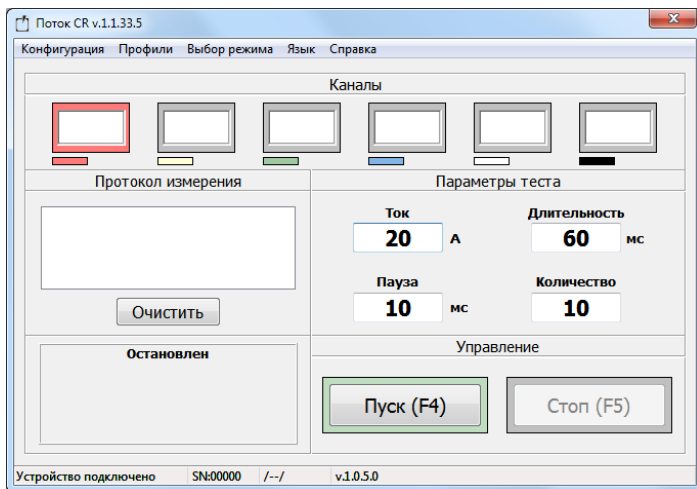 Поток CR v.1.1.33.5
Конфигурация Профили Выбор режима Язык Справка
Каналы
Протокол измерения
Параметры теста
Ток
Длительность
20 А
60 мс
Пауза
Количество
10 мс
10
Очистить
Остановлен
Управление
Пуск (F4)
Стоп (F5)
Устройство подключено SN:00000 /--/ v.1.0.5.0